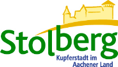 Stolberg
Kupferstadt im
Aachener Land